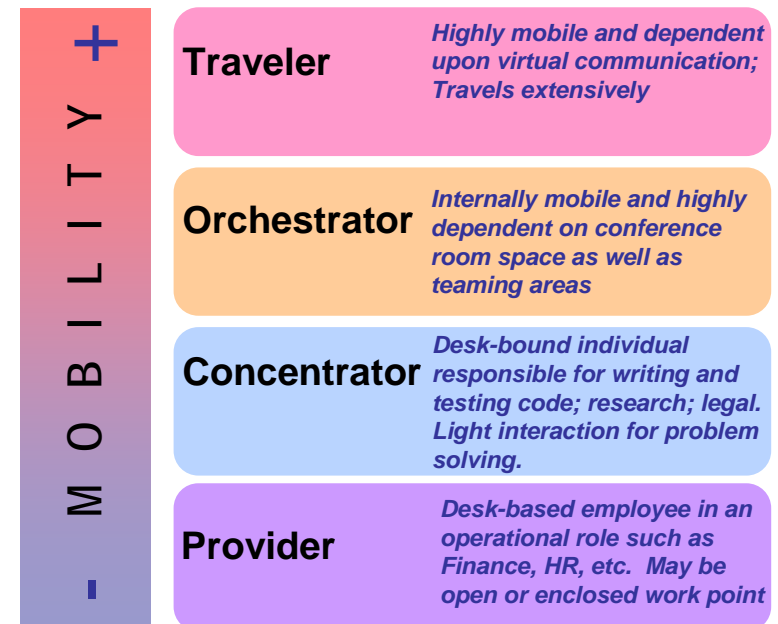 +
MOBILITY
-
Traveler
Highly mobile and dependent
upon virtual communication;
Travels extensively
Orchestrator
Internally mobile and highly
dependent on conference
room space as well as
teaming areas
Concentrator
Desk-bound individual
responsible for writing and
testing code; research; legal.
Light interaction for problem
solving.
Provider
Desk-based employee in an
operational role such as
Finance, HR, etc. May be
open or enclosed work point